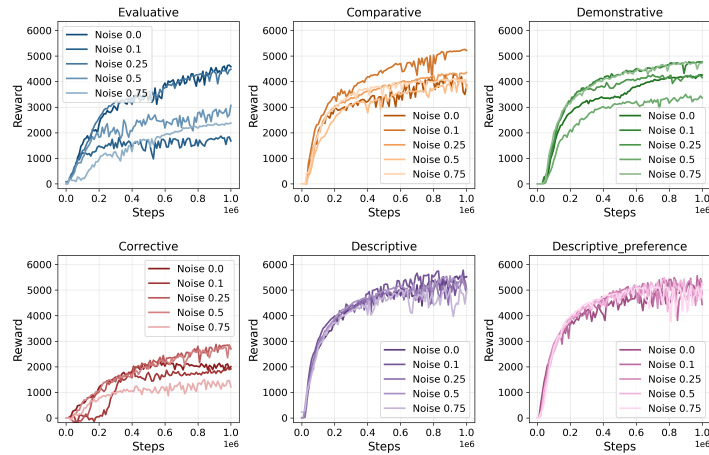 Evaluative
Reward
6000
5000
4000
3000
2000
1000
0
Noise 0.0
Noise 0.1
Noise 0.25
Noise 0.5
Noise 0.75
0.0 0.2 0.4 0.6 0.8 1.0
1e6
Steps
Comparative
Reward
6000
5000
4000
3000
2000
1000
0
Noise 0.0
Noise 0.1
Noise 0.25
Noise 0.5
Noise 0.75
0.0 0.2 0.4 0.6 0.8 1.0
1e6
Steps
Demonstrative
Reward
6000
5000
4000
3000
2000
1000
0
Noise 0.0
Noise 0.1
Noise 0.25
Noise 0.5
Noise 0.75
0.0 0.2 0.4 0.6 0.8 1.0
1e6
Steps
Corrective
Reward
6000
5000
4000
3000
2000
1000
0
Noise 0.0
Noise 0.1
Noise 0.25
Noise 0.5
Noise 0.75
0.0 0.2 0.4 0.6 0.8 1.0
1e6
Steps
Descriptive
Reward
6000
5000
4000
3000
2000
1000
0
Noise 0.0
Noise 0.1
Noise 0.25
Noise 0.5
Noise 0.75
0.0 0.2 0.4 0.6 0.8 1.0
1e6
Steps
Descriptive_preference
Reward
6000
5000
4000
3000
2000
1000
0
Noise 0.0
Noise 0.1
Noise 0.25
Noise 0.5
Noise 0.75
0.0 0.2 0.4 0.6 0.8 1.0
1e6
Steps